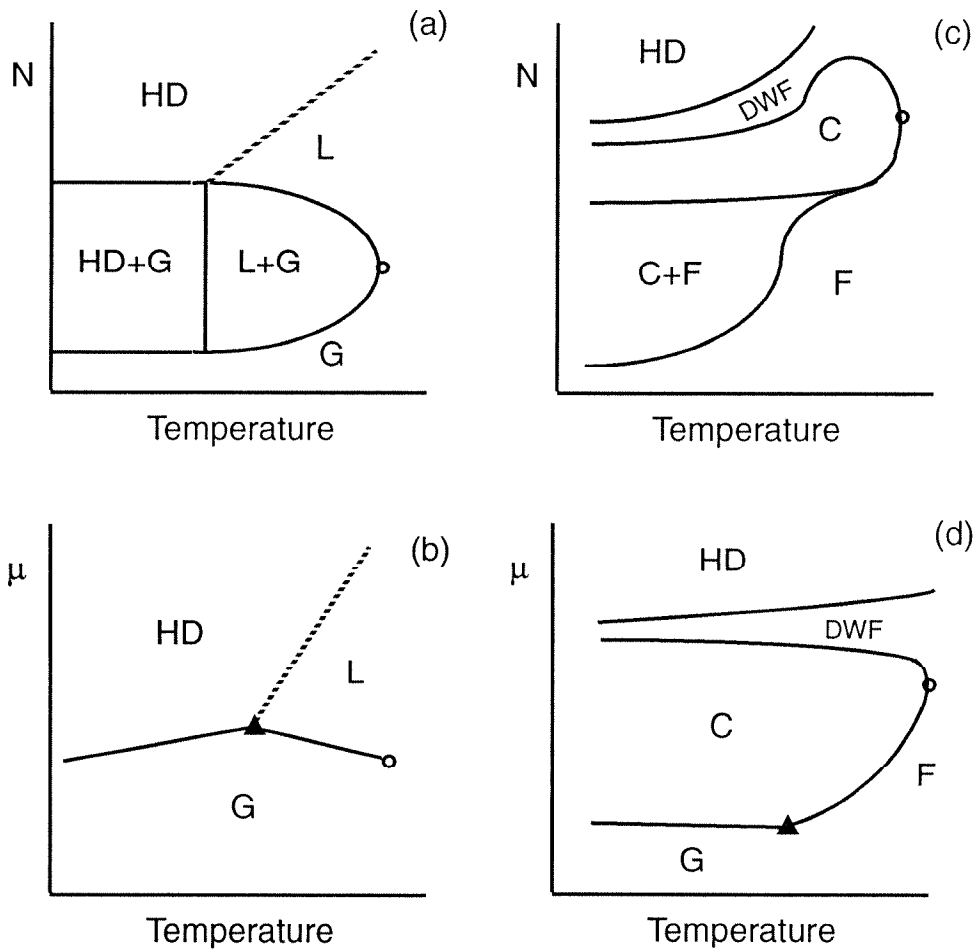 (a)
N
HD
L
HD+G
L+G
G
Temperature
(c)
N
HD
DWF
C
C+F
F
Temperature
(b)
μ
HD
L
G
Temperature
(d)
μ
HD
DWF
C
F
G
Temperature